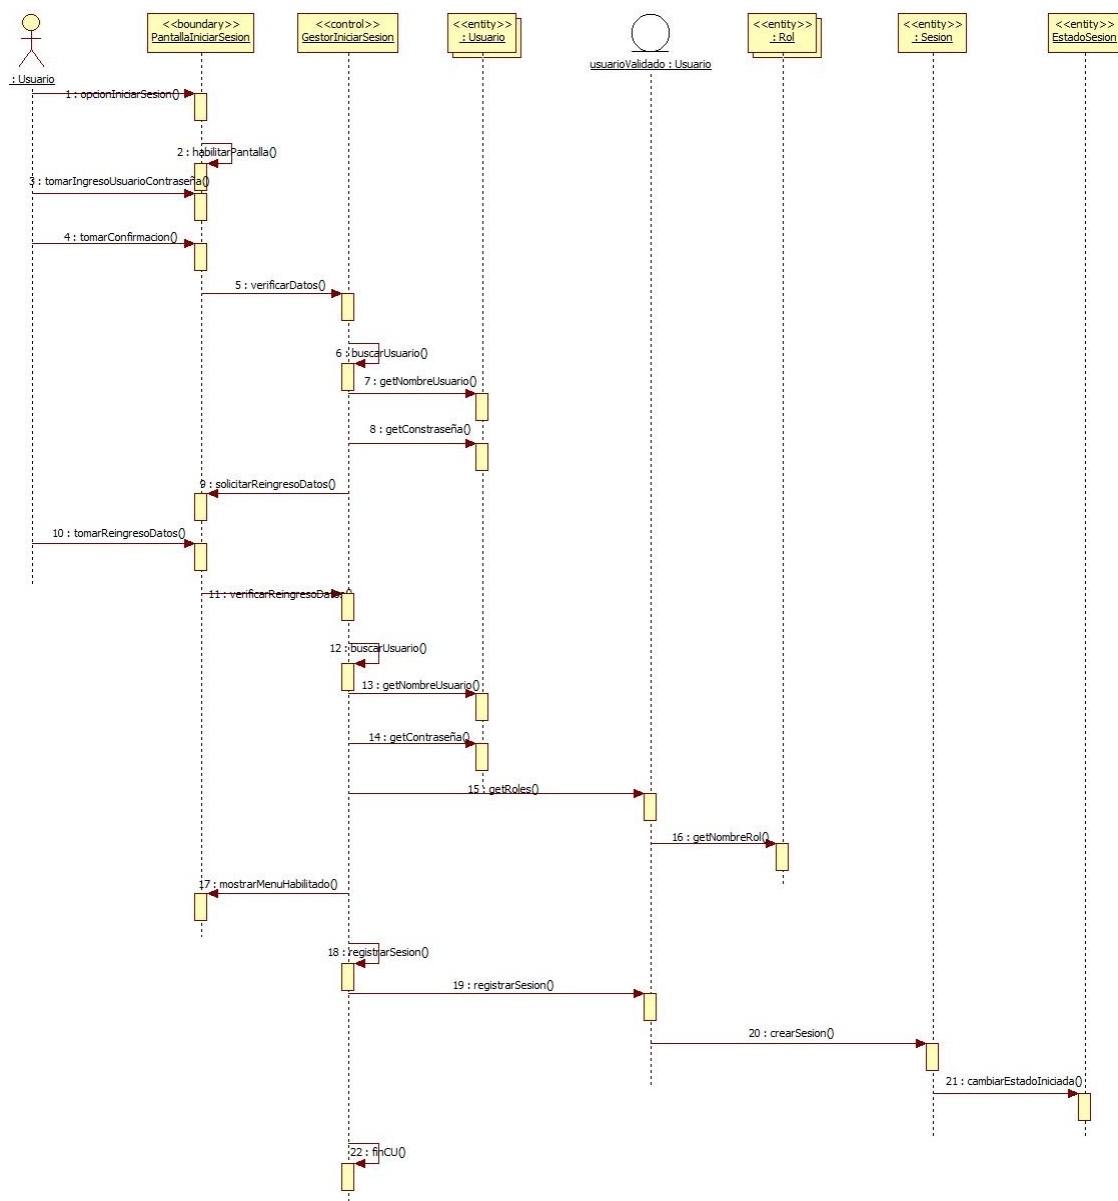 <<boundary>>
PantallaIniciarSesion
<<control>>
GestorIniciarSesion
<<entity>>
: Usuario
usuarioValidado : Usuario
<<entity>>
: Rol
<<entity>>
: Sesion
<<entity>>
EstadoSesion
: Usuario
1 : opcionIniciarSesion()
2 : habilitarPantalla()
3 : tomarIngresoUsuarioContraseña()
4 : tomarConfirmacion()
5 : verificarDatos()
6 : buscarUsuario()
7 : getNombreUsuario()
8 : getConstraseña()
9 : solicitarReingresoDatos()
10 : tomarReingresoDatos()
11 : verificarReingresoDatos()
12 : buscarUsuario()
13 : getNombreUsuario()
14 : getContraseña()
15 : getRoles()
16 : getNombreRol()
17 : mostrarMenuHabilitado()
18 : registrarSesion()
19 : registrarSesion()
20 : crearSesion()
21 : cambiarEstadoIniciada()
22 : finCU()